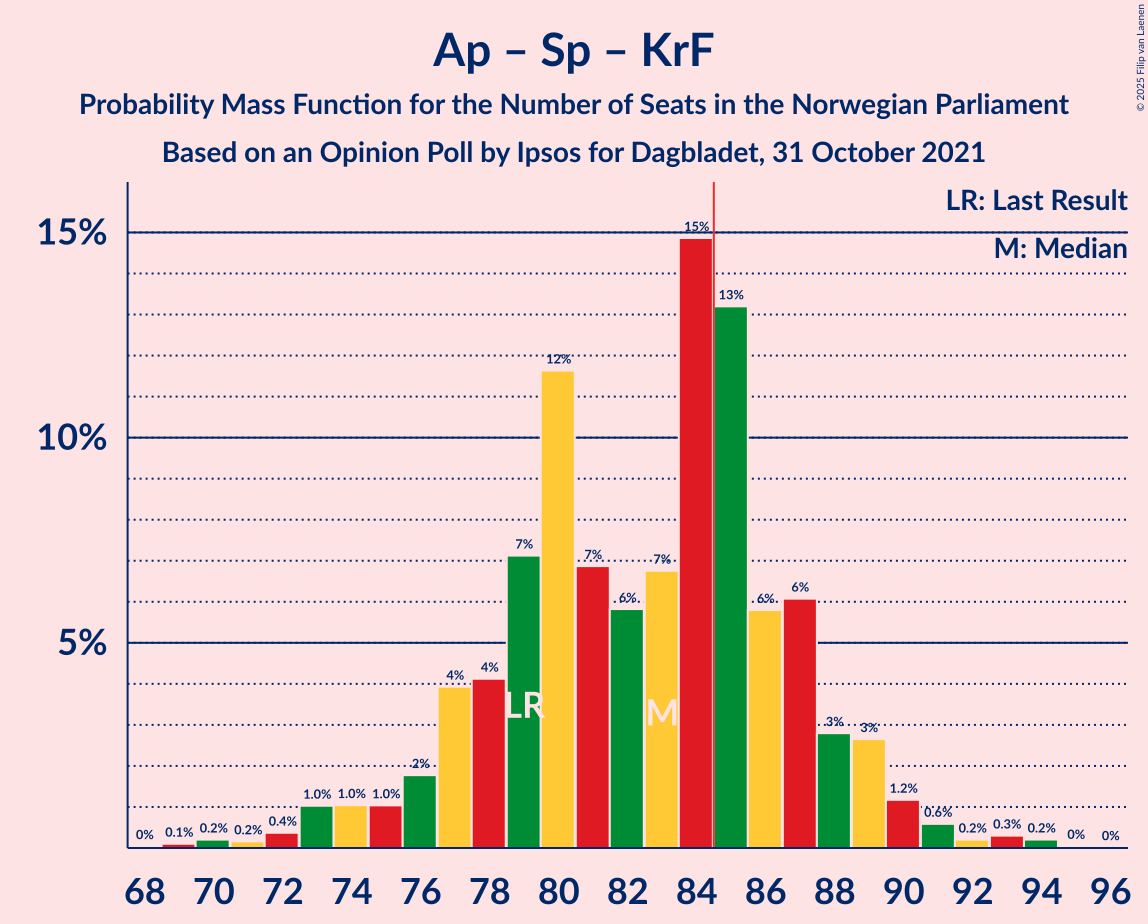 Ap – Sp – KrF
Probability Mass Function for the Number of Seats in the Norwegian Parliament
Based on an Opinion Poll by Ipsos for Dagbladet, 31 October 2021
© 2025 Filip van Laenen
LR: Last Result
M: Median
15%
10%
5%
0% 0.1% 0.2% 0.2% 0.4% 1.0% 1.0% 1.0% 2% 4% 4% 7% 12% 7% 6% 7% 15% 13% 6% 6% 3% 3% 1.2% 0.6% 0.2% 0.3% 0.2% 0% 0%
LR M
68 70 72 74 76 78 80 82 84 86 88 90 92 94 96